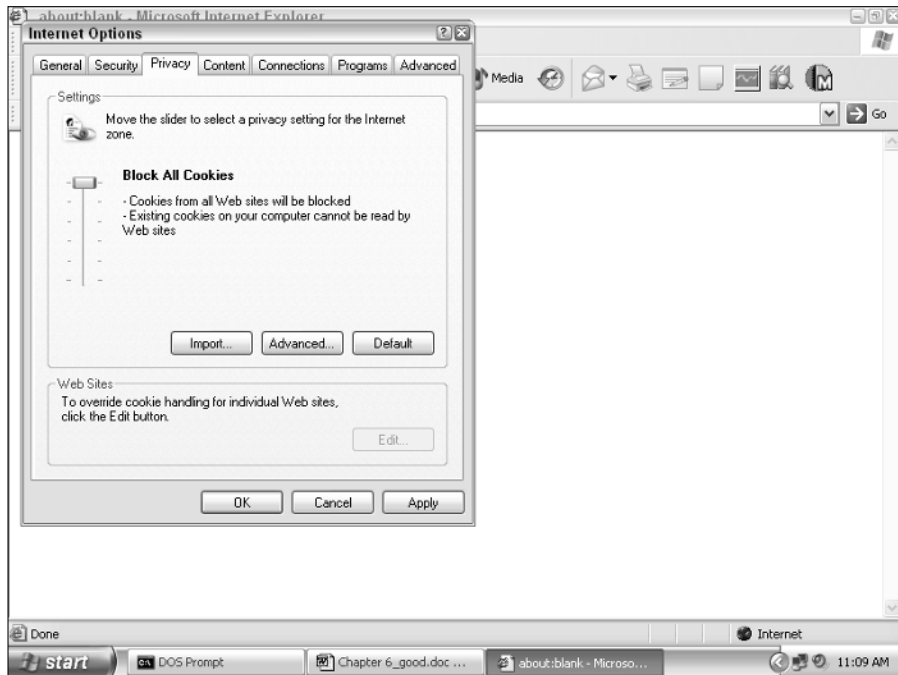 about:blank - Microsoft Internet Explorer
Internet Options
General Security Privacy Content Connections Programs Advanced
Media
Go
Settings
Move the slider to select a privacy setting for the Internet
zone.
Block All Cookies
- Cookies from all Web sites will be blocked
- Existing cookies on your computer cannot be read by
Web sites
Import... Advanced... Default
Web Sites
To override cookie handling for individual Web sites,
click the Edit button.
Edit...
OK Cancel Apply
Done
Internet
start
DOS Prompt
Chapter 6_good.doc ...
about:blank - Microso...
11:09 AM